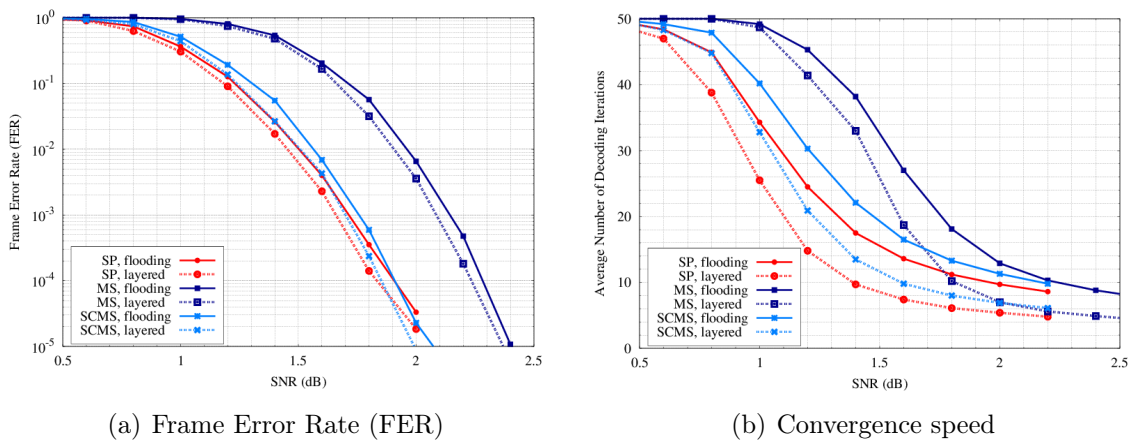 10^0
10^-1
10^-2
10^-3
10^-4
10^-5
Frame Error Rate (FER)
SP, flooding
SP, layered
MS, flooding
MS, layered
SCMS, flooding
SCMS, layered
0.5 1 1.5 2 2.5
SNR (dB)
(a) Frame Error Rate (FER)
50
40
30
20
10
0
Average Number of Decoding Iterations
SP, flooding
SP, layered
MS, flooding
MS, layered
SCMS, flooding
SCMS, layered
0.5 1 1.5 2 2.5
SNR (dB)
(b) Convergence speed